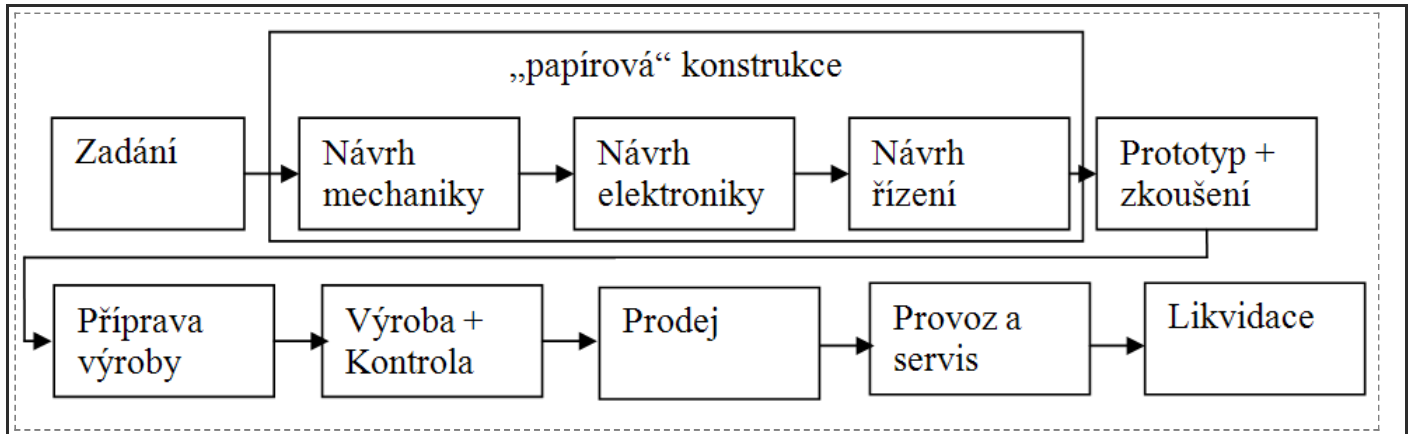 „papírová“ konstrukce
Zadání
Návrh
mechaniky
Návrh
elektroniky
Návrh
řízení
Prototyp +
zkoušení
Příprava
výroby
Výroba +
Kontrola
Prodej
Provoz a
servis
Likvidace